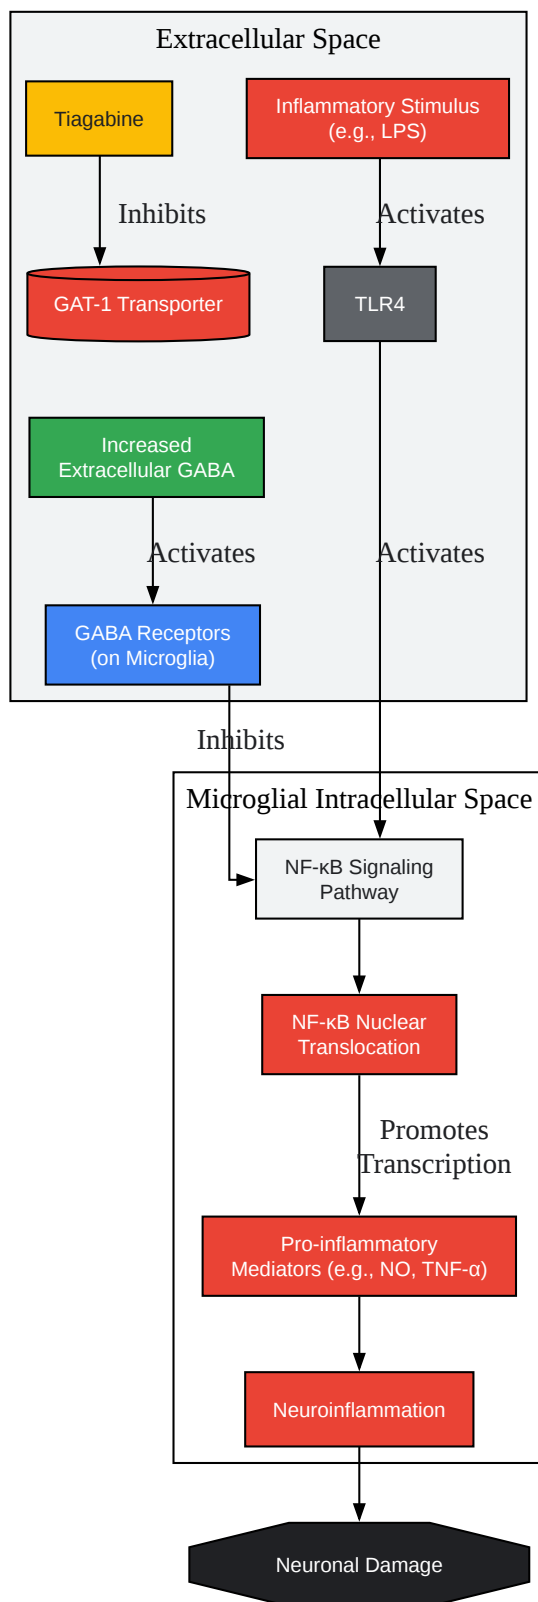 Extracellular Space
Tiagabine
Inflammatory Stimulus
(e.g., LPS)
Inhibits
Activates
GAT-1 Transporter
TLR4
Increased
Extracellular GABA
Activates
Activates
GABA Receptors
(on Microglia)
Inhibits
Microglial Intracellular Space
NF-κB Signaling
Pathway
NF-κB Nuclear
Translocation
Promotes
Transcription
Pro-inflammatory
Mediators (e.g., NO, TNF-α)
Neuroinflammation
Neuronal Damage